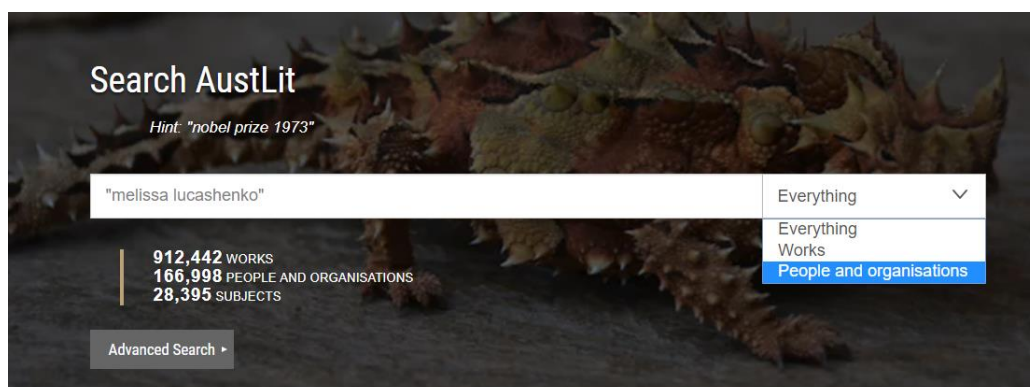 Search AustLit
Hint: "nobel prize 1973"
"melissa lucashenko"
Everything
Everything
Works
People and organisations
912,442 WORKS
166,998 PEOPLE AND ORGANISATIONS
28,395 SUBJECTS
Advanced Search ▸